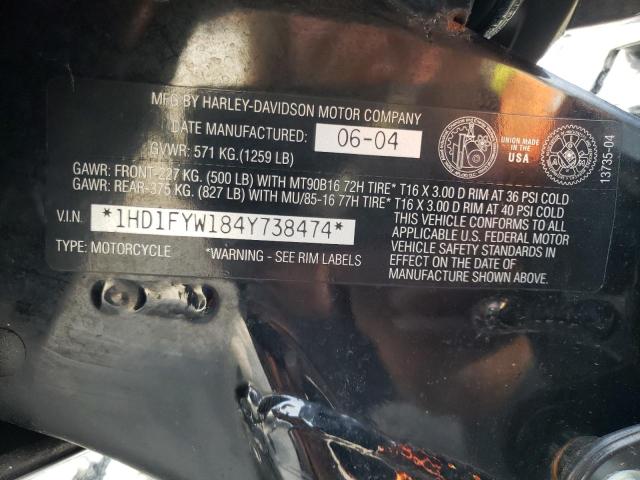 MFG BY HARLEY-DAVIDSON MOTOR COMPANY
DATE MANUFACTURED: 06-04
GVWR: 571 KG.(1259 LB)
GAWR: FRONT-227 KG. (500 LB) WITH MT90B16 72H TIRE* T16 X 3.00 D RIM AT 36 PSI COLD
GAWR: REAR-375 KG. (827 LB) WITH MU/85-16 77H TIRE* T16 X 3.00 D RIM AT 40 PSI COLD
V.I.N. *1HD1FYW184Y738474*
TYPE: MOTORCYCLE
*WARNING - SEE RIM LABELS
THIS VEHICLE CONFORMS TO ALL
APPLICABLE U.S. FEDERAL MOTOR
VEHICLE SAFETY STANDARDS IN
EFFECT ON THE DATE OF
MANUFACTURE SHOWN ABOVE.
UNION MADE
IN THE
USA
13735-04